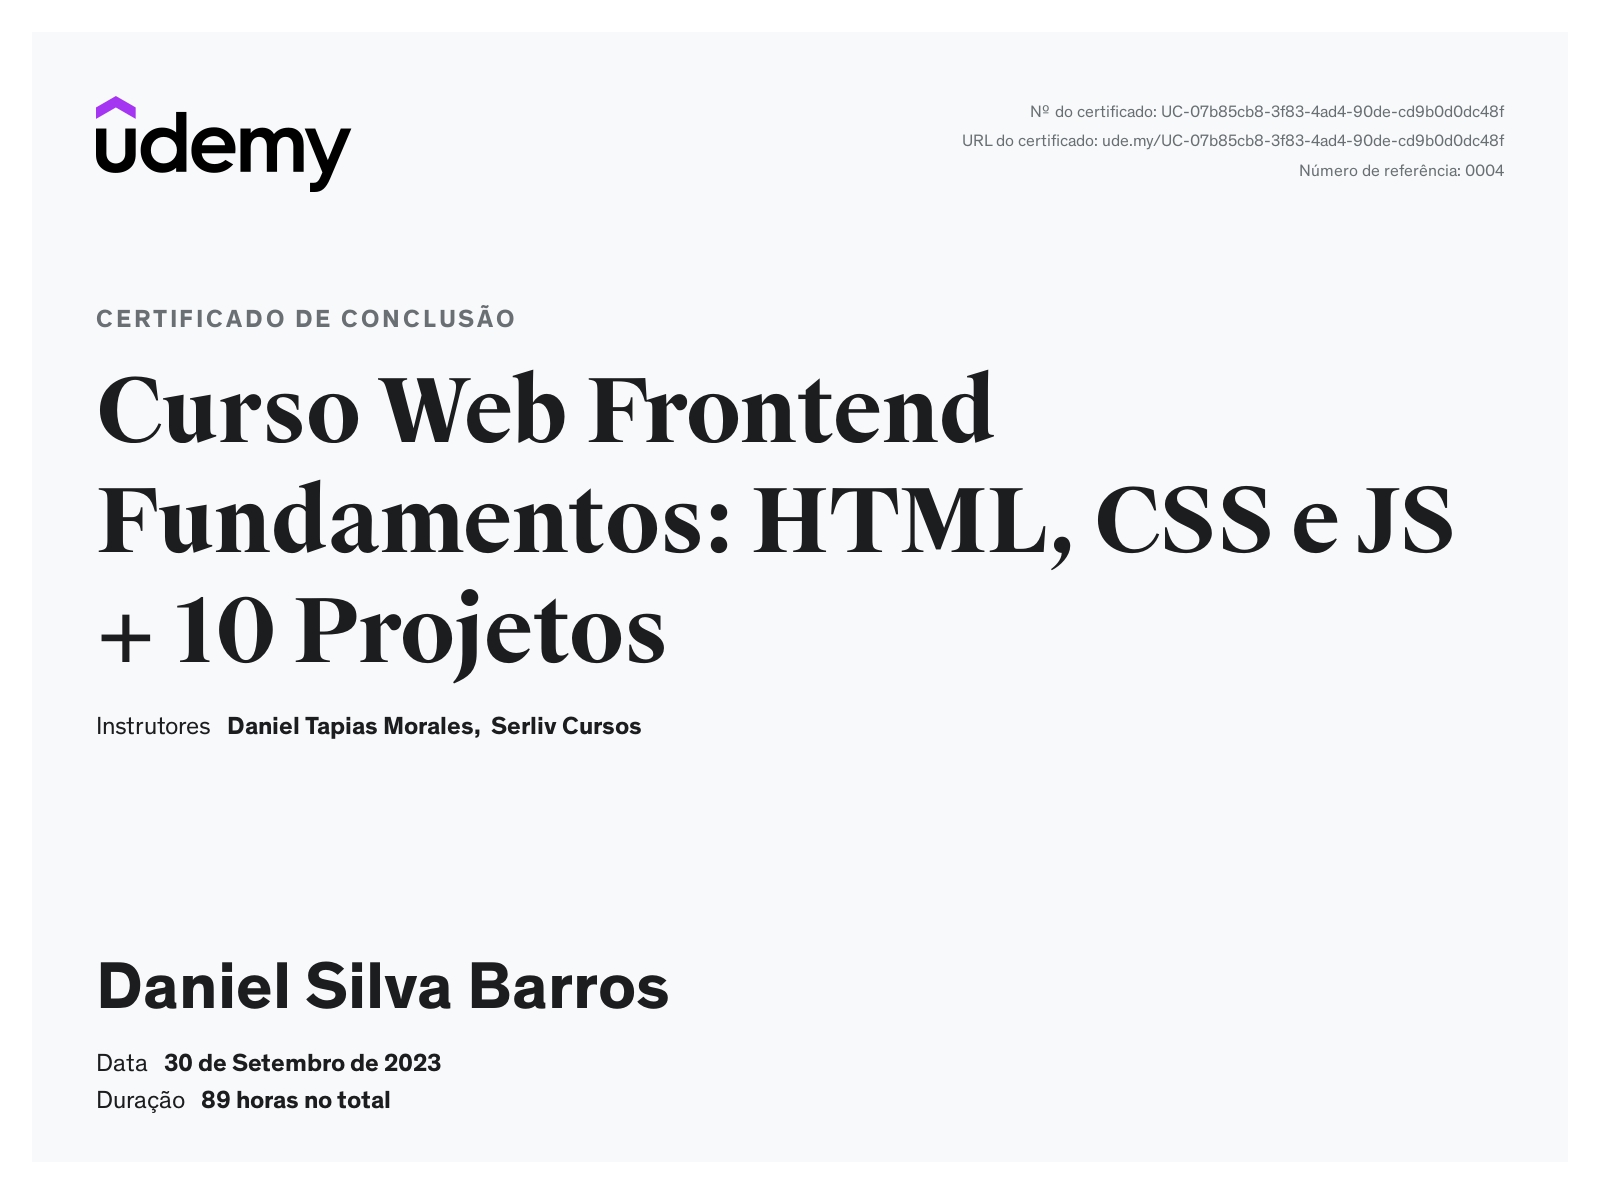 udemy
Nº do certificado: UC-07b85cb8-3f83-4ad4-90de-cd9b0d0dc48f
URL do certificado: ude.my/UC-07b85cb8-3f83-4ad4-90de-cd9b0d0dc48f
Número de referência: 0004
CERTIFICADO DE CONCLUSÃO
Curso Web Frontend
Fundamentos: HTML, CSS e JS
+ 10 Projetos
Instrutores Daniel Tapias Morales, Serliv Cursos
Daniel Silva Barros
Data 30 de Setembro de 2023
Duração 89 horas no total